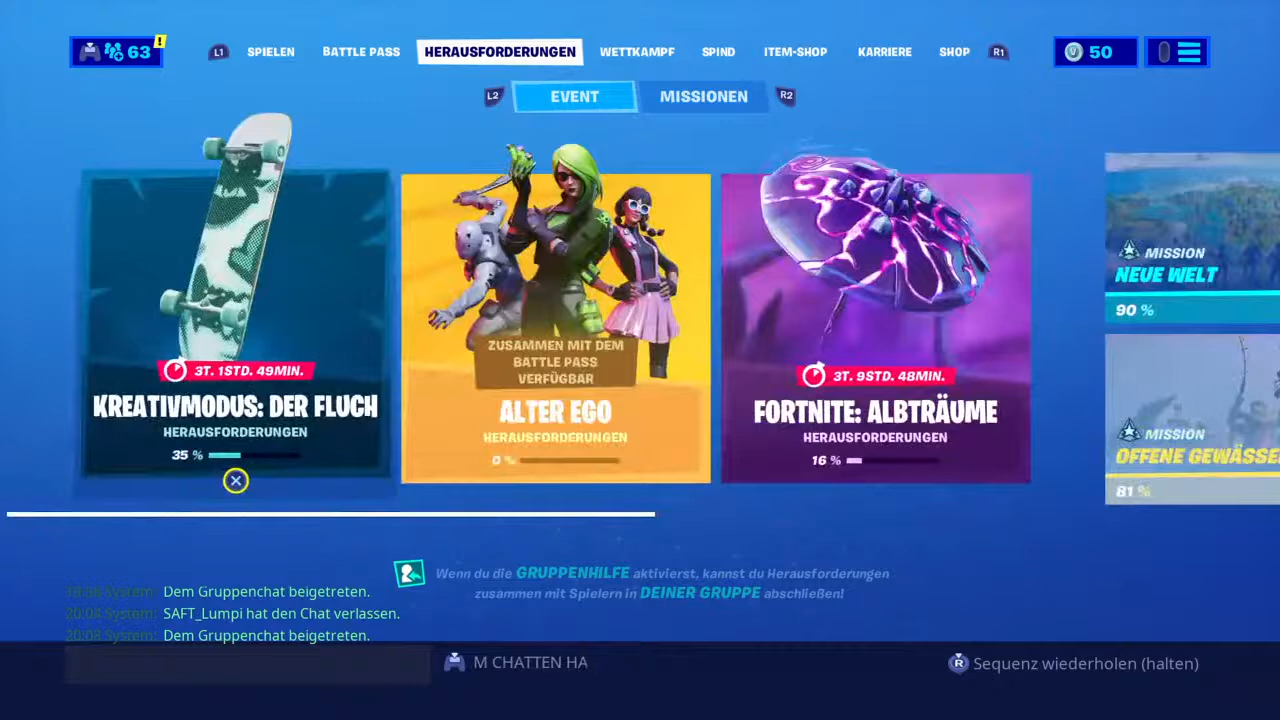 63
!
L1
SPIELEN
BATTLE PASS
HERAUSFORDERUNGEN
WETTKAMPF
SPIND
ITEM-SHOP
KARRIERE
SHOP
R1
50
L2
EVENT
MISSIONEN
R2
3T. 1STD. 49MIN.
KREATIVMODUS: DER FLUCH
HERAUSFORDERUNGEN
35 %
ZUSAMMEN MIT DEM
BATTLE PASS
VERFÜGBAR
ALTER EGO
HERAUSFORDERUNGEN
0 %
3T. 9STD. 48MIN.
FORTNITE: ALBTRÄUME
HERAUSFORDERUNGEN
16 %
MISSION
NEUE WELT
90 %
MISSION
OFFENE GEWÄSSE
81 %
Wenn du die GRUPPENHILFE aktivierst, kannst du Herausforderungen
zusammen mit Spielern in DEINER GRUPPE abschließen!
System: Dem Gruppenchat beigetreten.
20:04 System: SAFT_Lumpi hat den Chat verlassen.
20:08 System: Dem Gruppenchat beigetreten.
M CHATTEN HA
R Sequenz wiederholen (halten)